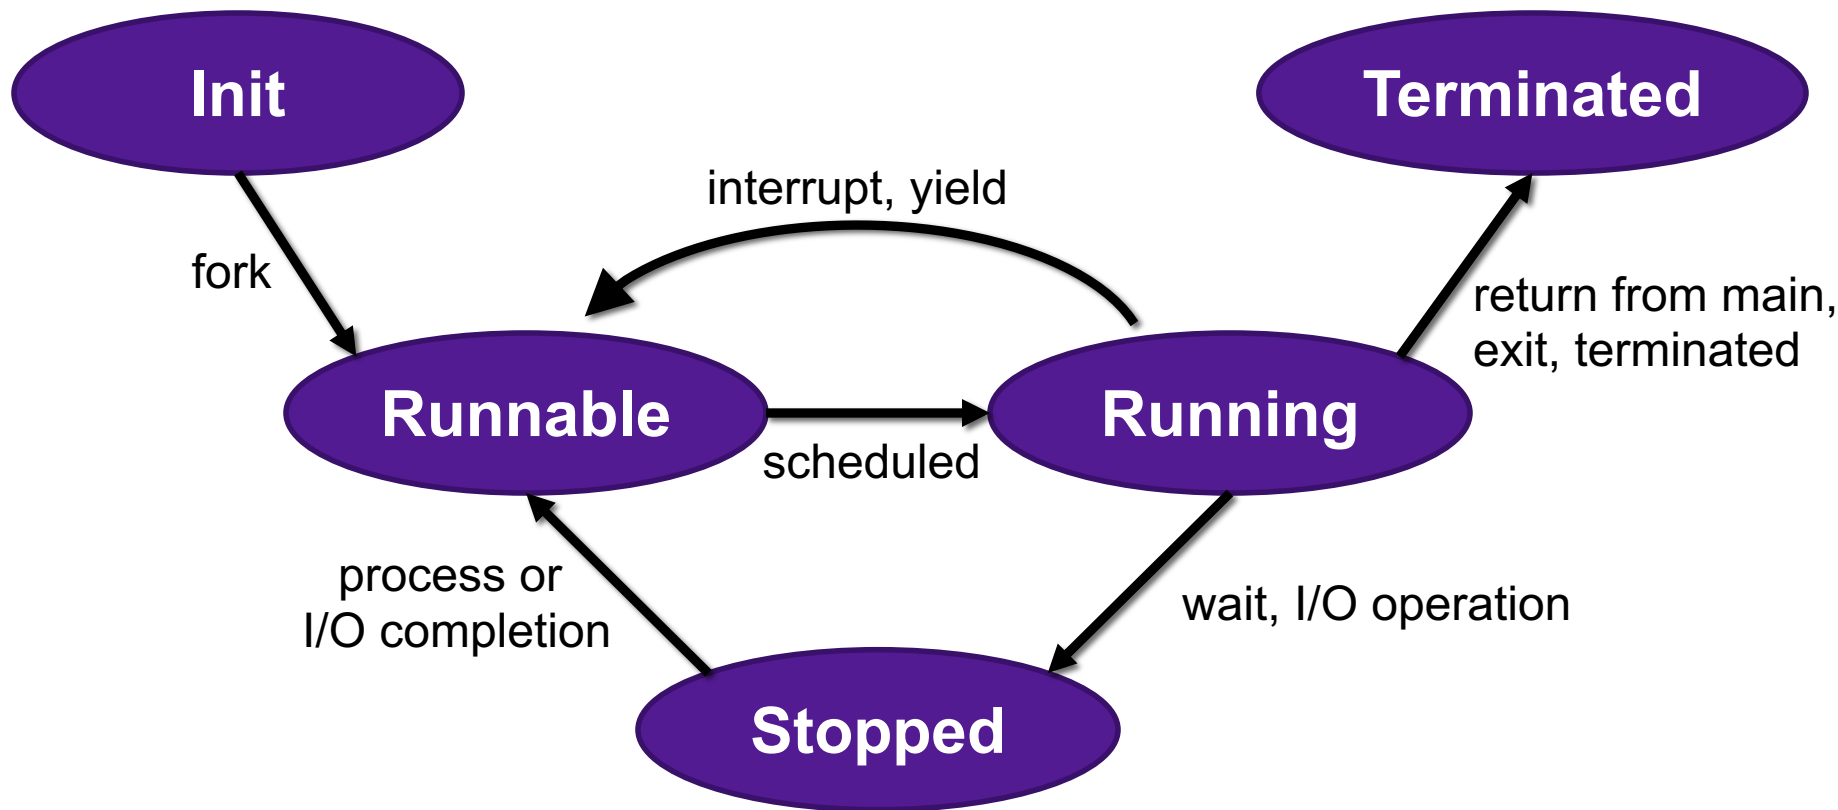 Init
Terminated
interrupt, yield
fork
return from main,
exit, terminated
Runnable
Running
scheduled
process or
I/O completion
wait, I/O operation
Stopped